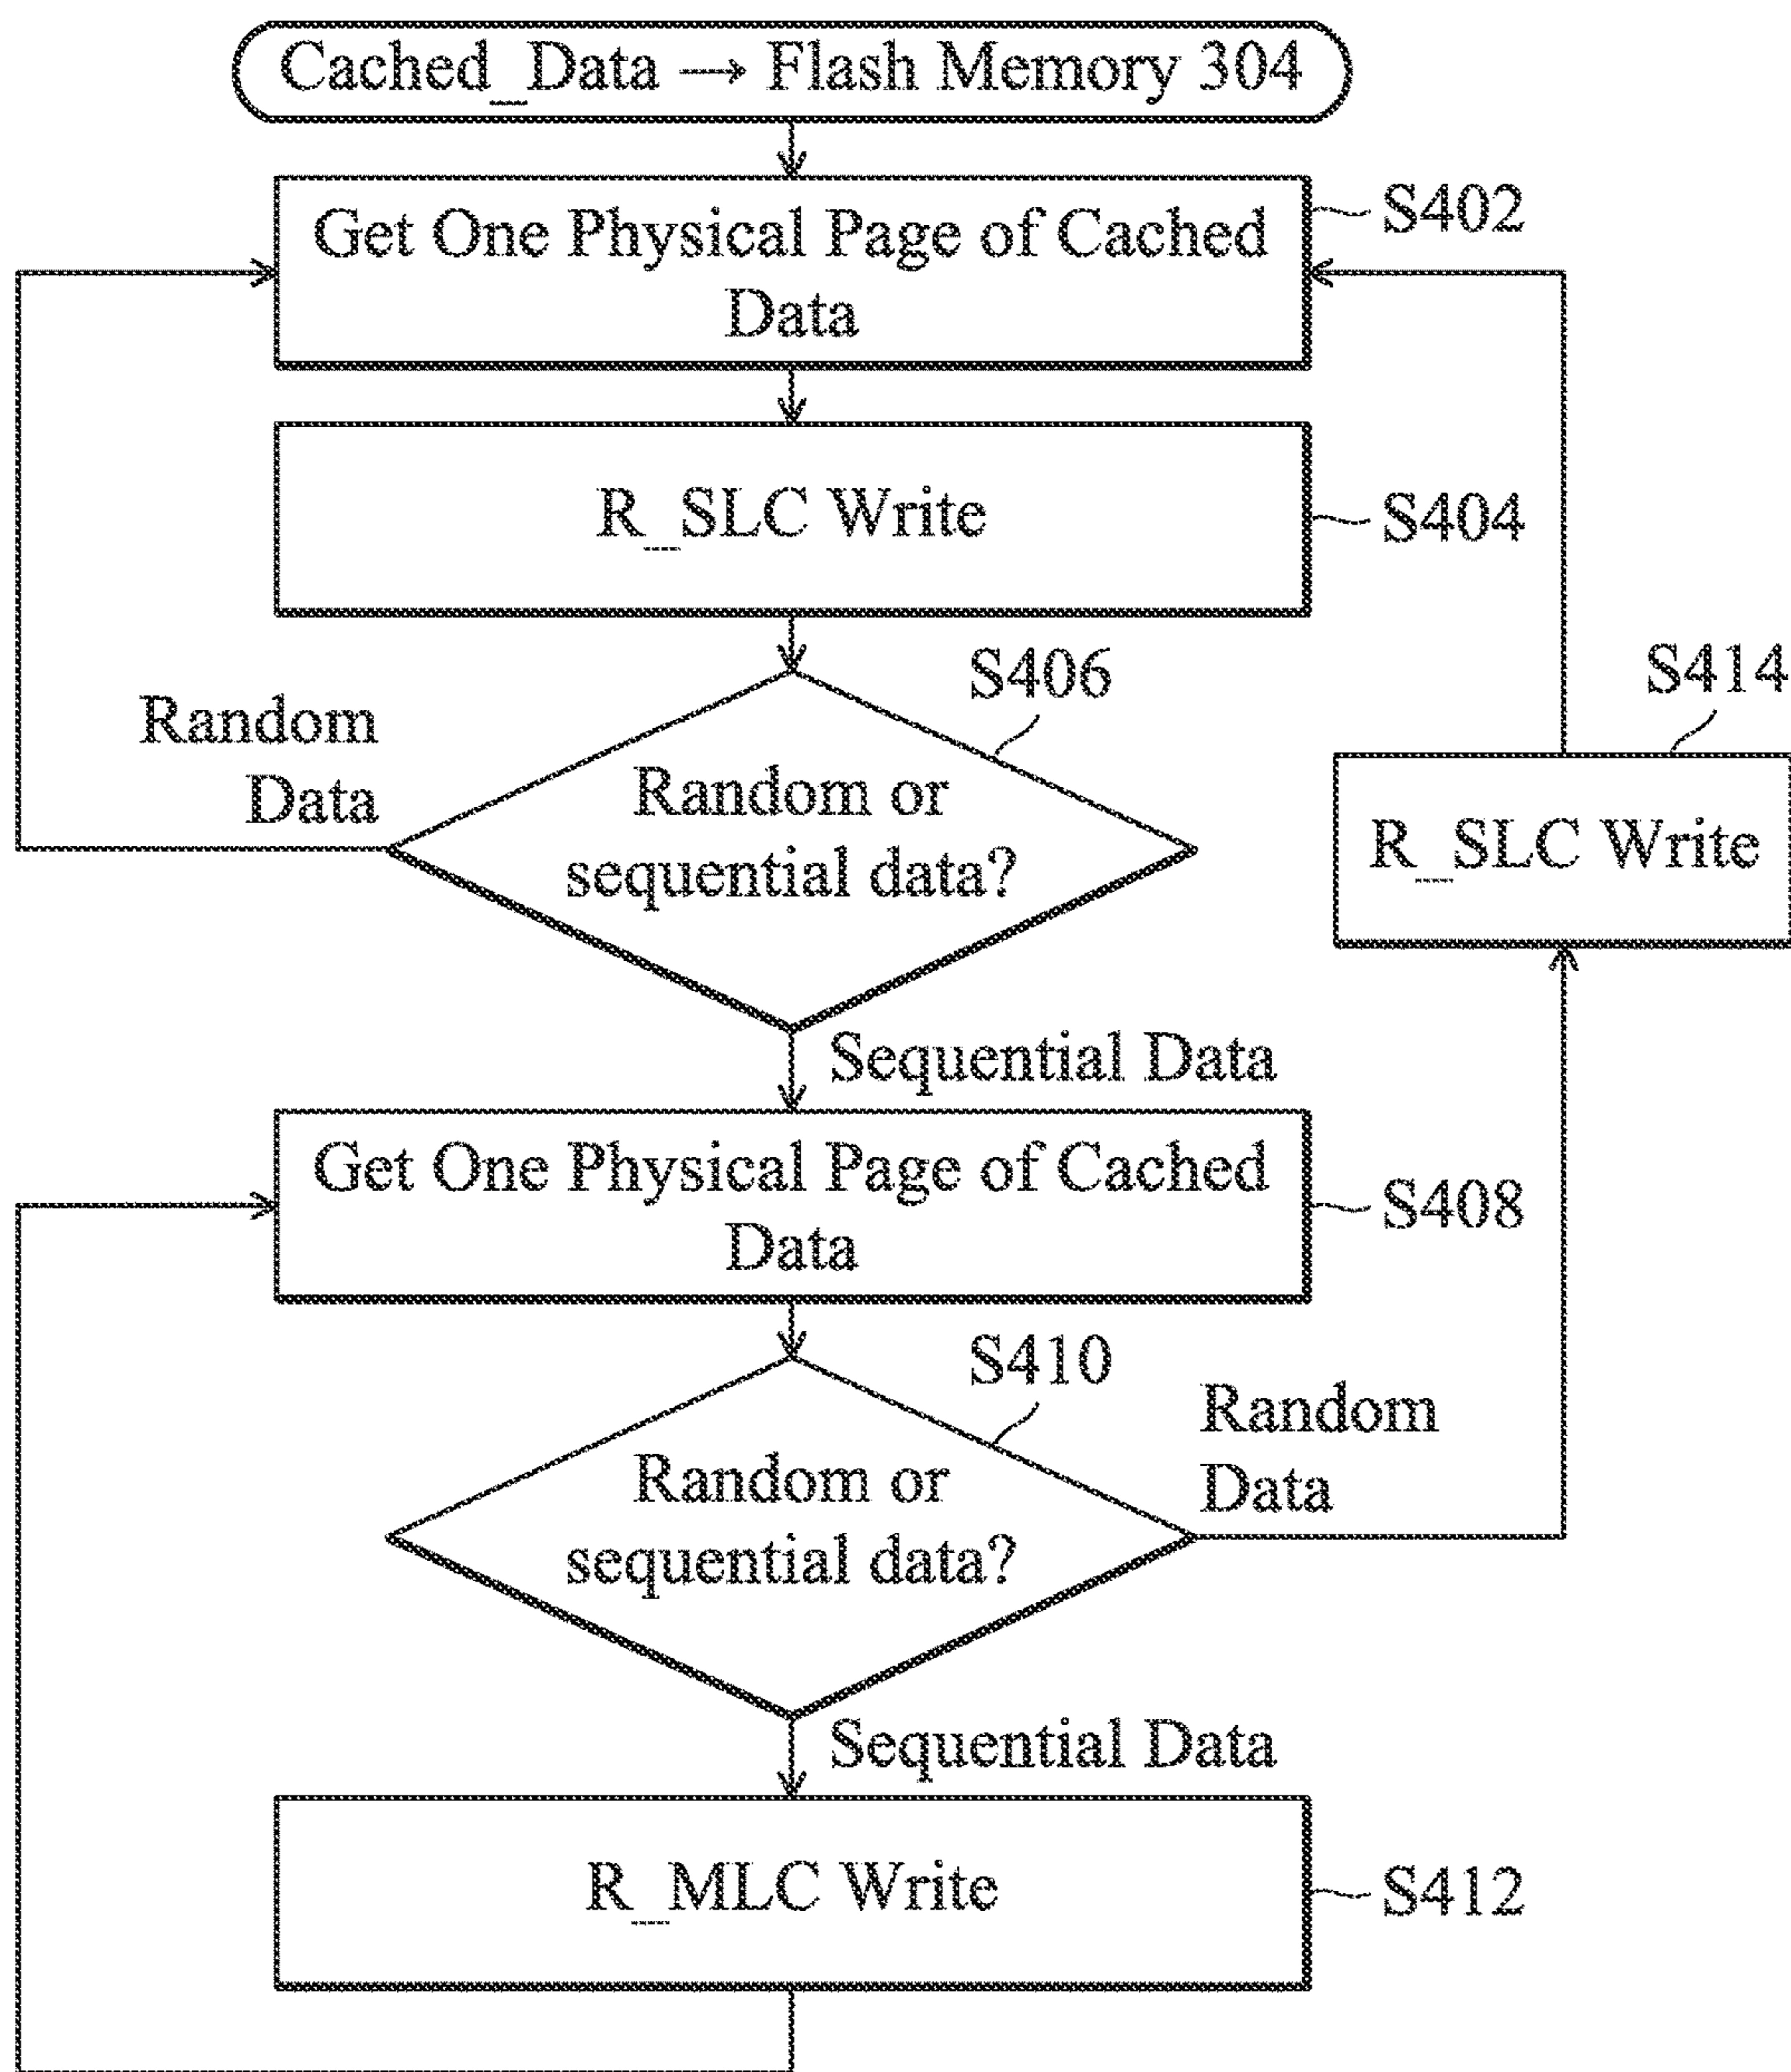 Cached_Data → Flash Memory 304
Get One Physical Page of Cached
Data
S402
R_SLC Write
S404
S406
Random
Data
Random or
sequential data?
S414
R_SLC Write
Sequential Data
Get One Physical Page of Cached
Data
S408
S410
Random
Data
Random or
sequential data?
Sequential Data
R_MLC Write
S412